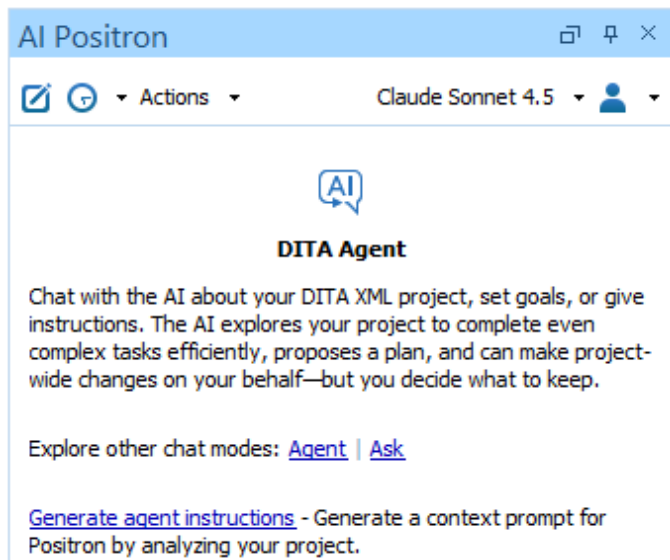 AI Positron
Actions
Claude Sonnet 4.5
AI
DITA Agent
Chat with the AI about your DITA XML project, set goals, or give
instructions. The AI explores your project to complete even
complex tasks efficiently, proposes a plan, and can make project-
wide changes on your behalf—but you decide what to keep.
Explore other chat modes: Agent | Ask
Generate agent instructions - Generate a context prompt for
Positron by analyzing your project.